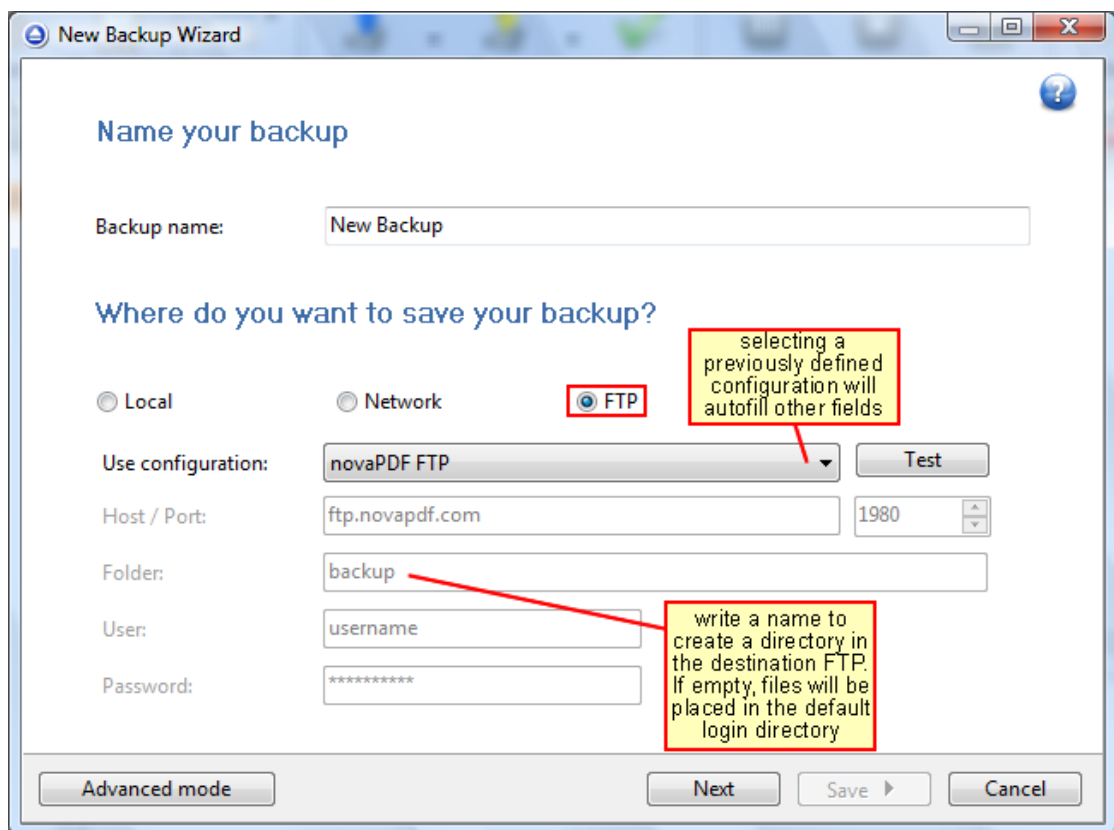 New Backup Wizard
Name your backup
Backup name: New Backup
Where do you want to save your backup?
selecting a
previously defined
configuration will
autofill other fields
Local Network FTP
Use configuration: novaPDF FTP Test
Host / Port: ftp.novapdf.com 1980
Folder: backup
write a name to
create a directory in
the destination FTP.
If empty, files will be
placed in the default
login directory
User: username
Password: **********
Advanced mode Next Save Cancel